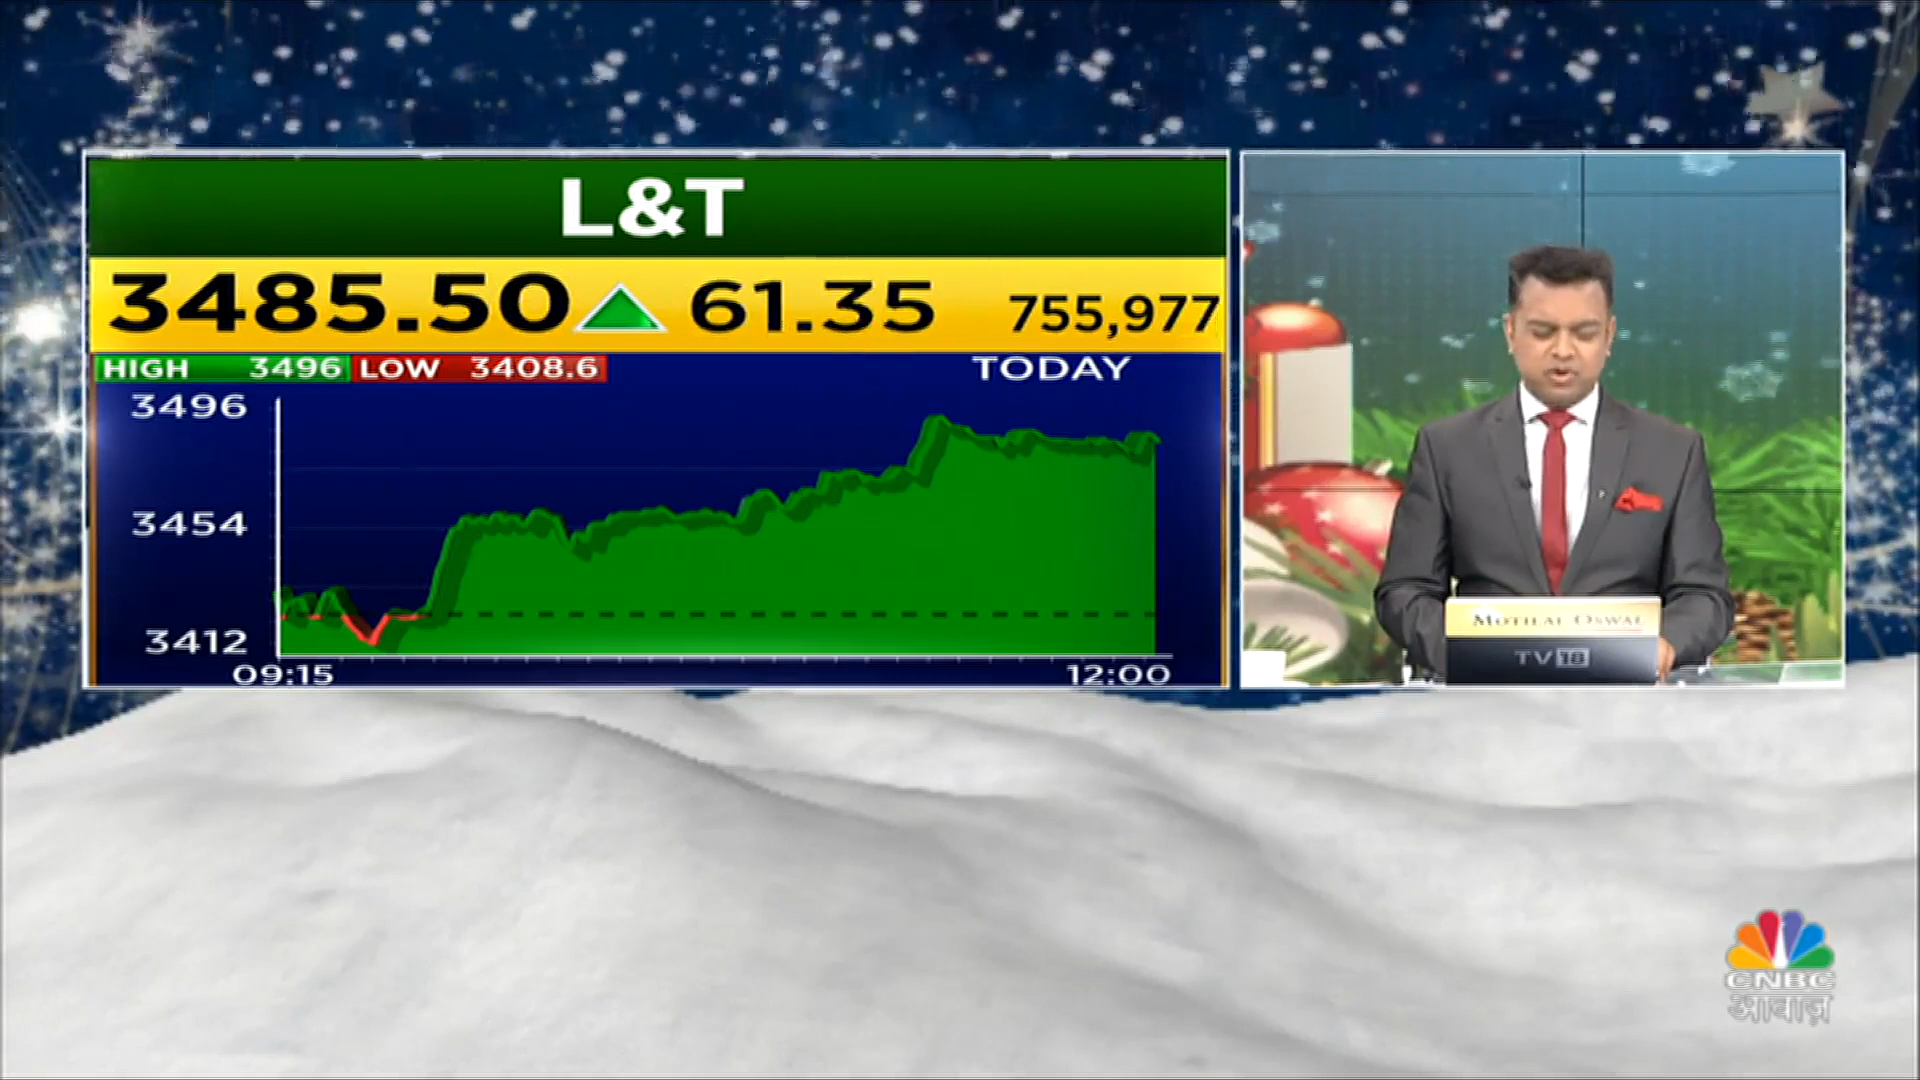 L&T
3485.50 61.35 755,977
HIGH 3496 LOW 3408.6 TODAY
3496
3454
3412
09:15 12:00
MOTILAL OSWAL
TV18
CNBC
आवाज़